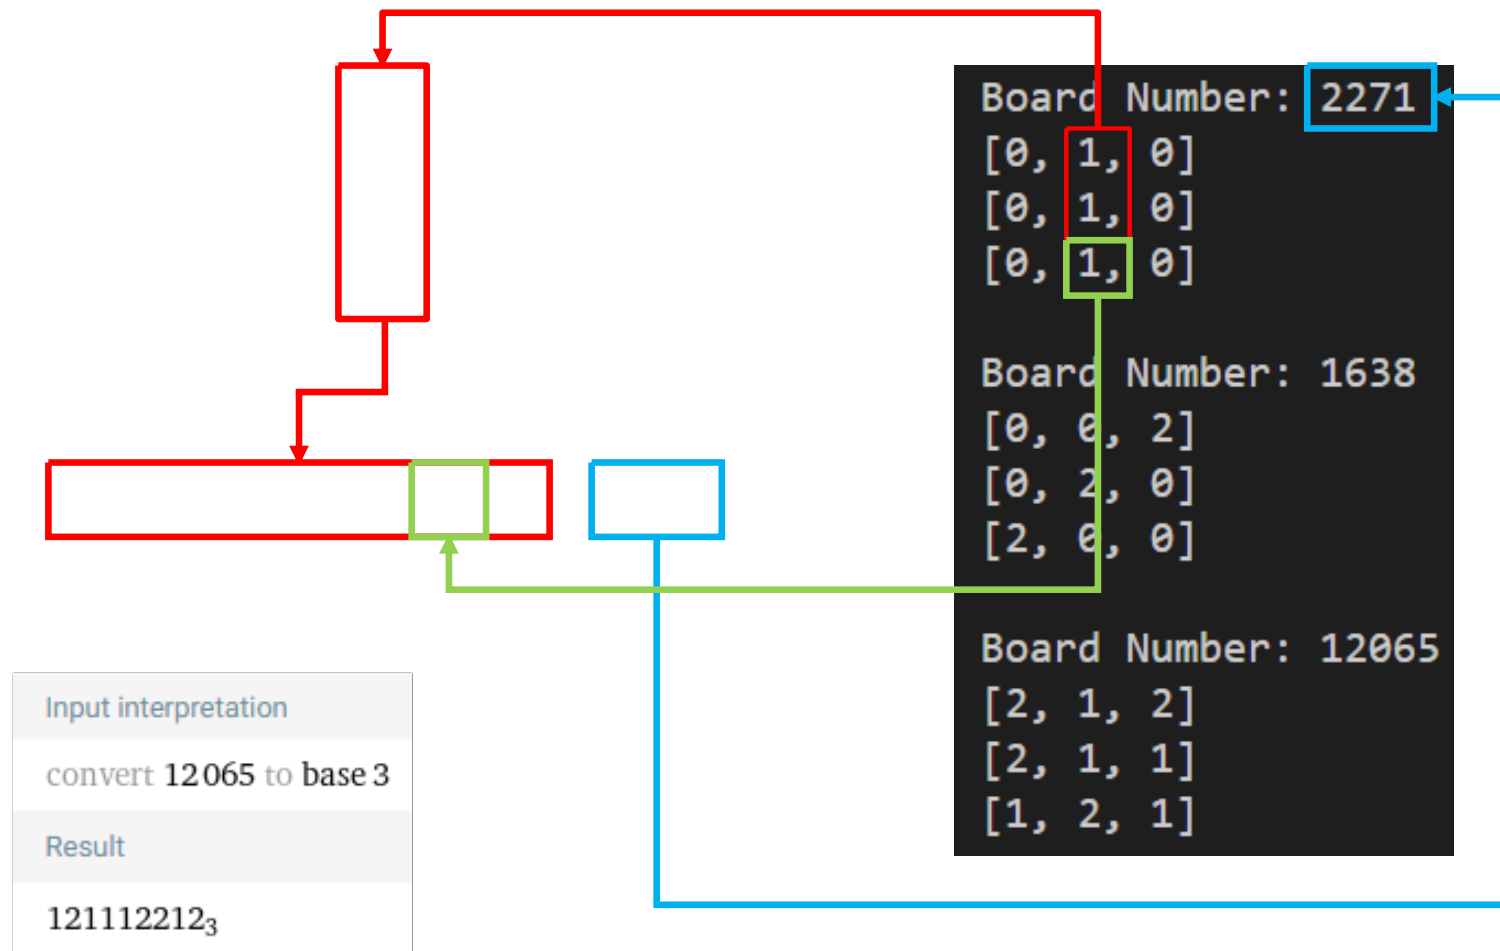 Board Number: 2271
[0, 1, 0]
[0, 1, 0]
[0, 1, 0]
Board Number: 1638
[0, 0, 2]
[0, 2, 0]
[2, 0, 0]
Board Number: 12065
[2, 1, 2]
[2, 1, 1]
[1, 2, 1]
Input interpretation
convert 12065 to base 3
Result
121112212₃